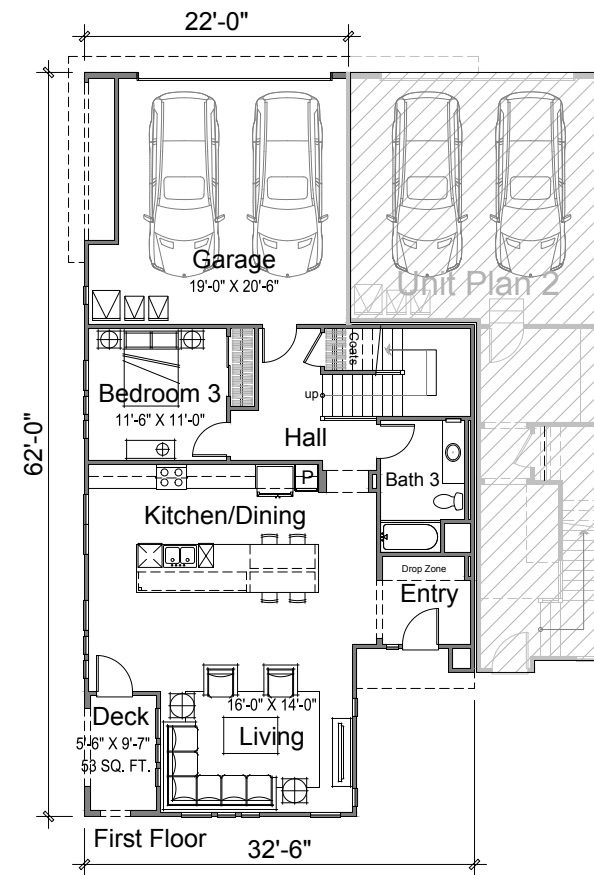 22'-0"
Garage
19'-0" X 20'-6"
Unit Plan 2
Coats
Bedroom 3
11'-6" X 11'-0"
up
Hall
62'-0"
P
Bath 3
Kitchen/Dining
Drop Zone
Entry
16'-0" X 14'-0"
Living
Deck
5'-6" X 9'-7"
53 SQ. FT.
First Floor
32'-6"